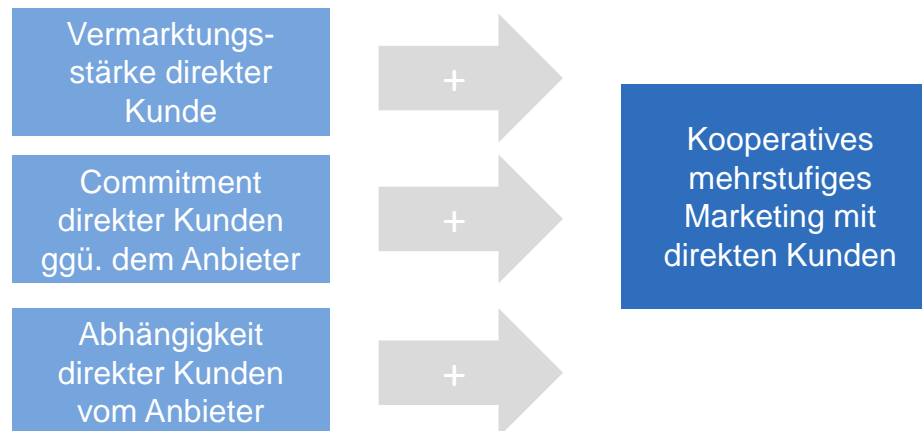 Vermarktungs-
stärke direkter
Kunde
+
Commitment
direkter Kunden
ggü. dem Anbieter
+
Abhängigkeit
direkter Kunden
vom Anbieter
+
Kooperatives
mehrstufiges
Marketing mit
direkten Kunden